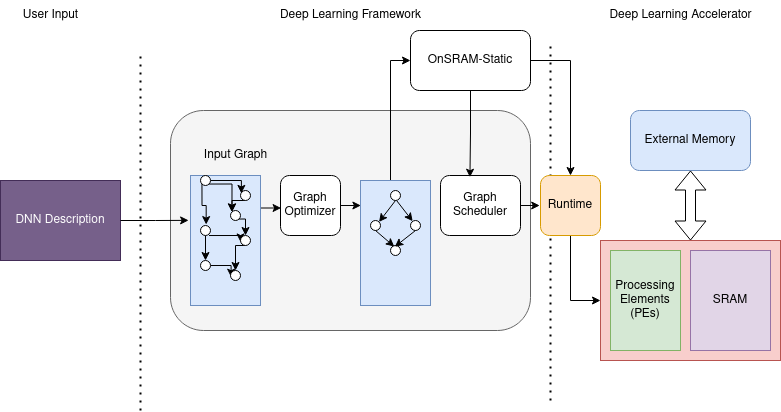 User Input
Deep Learning Framework
Deep Learning Accelerator
OnSRAM-Static
External Memory
Input Graph
DNN Description
Graph
Optimizer
Graph
Scheduler
Runtime
Processing
Elements
(PEs)
SRAM